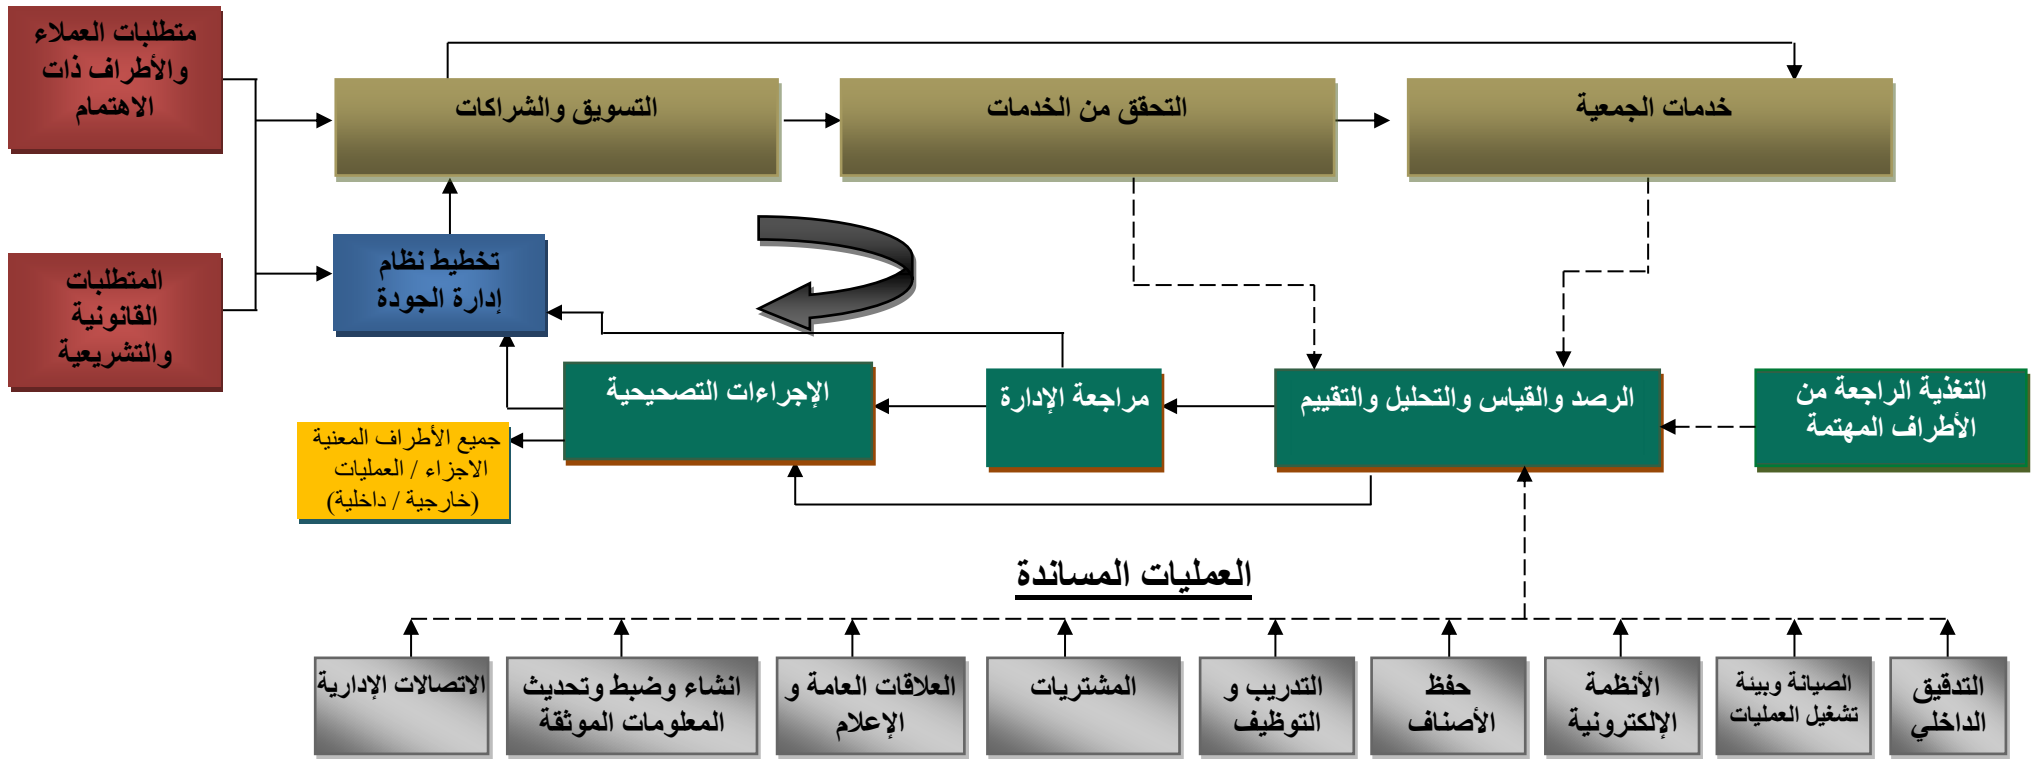 متطلبات العملاء
والأطراف ذات
الاهتمام
التسويق والشراكات
التحقق من الخدمات
خدمات الجمعية
تخطيط نظام
إدارة الجودة
المتطلبات
القانونية
والتشريعية
الإجراءات التصحيحية
مراجعة الإدارة
الرصد والقياس والتحليل والتقييم
التغذية الراجعة من
الأطراف المهتمة
جميع الأطراف المعنية
الاجزاء / العمليات
(خارجية / داخلية)
العمليات المساندة
الاتصالات الإدارية
انشاء وضبط وتحديث
المعلومات الموثقة
العلاقات العامة و
الإعلام
المشتريات
التدريب و
التوظيف
حفظ
الأصناف
الأنظمة
الإلكترونية
الصيانة وبيئة
تشغيل العمليات
التدقيق
الداخلي